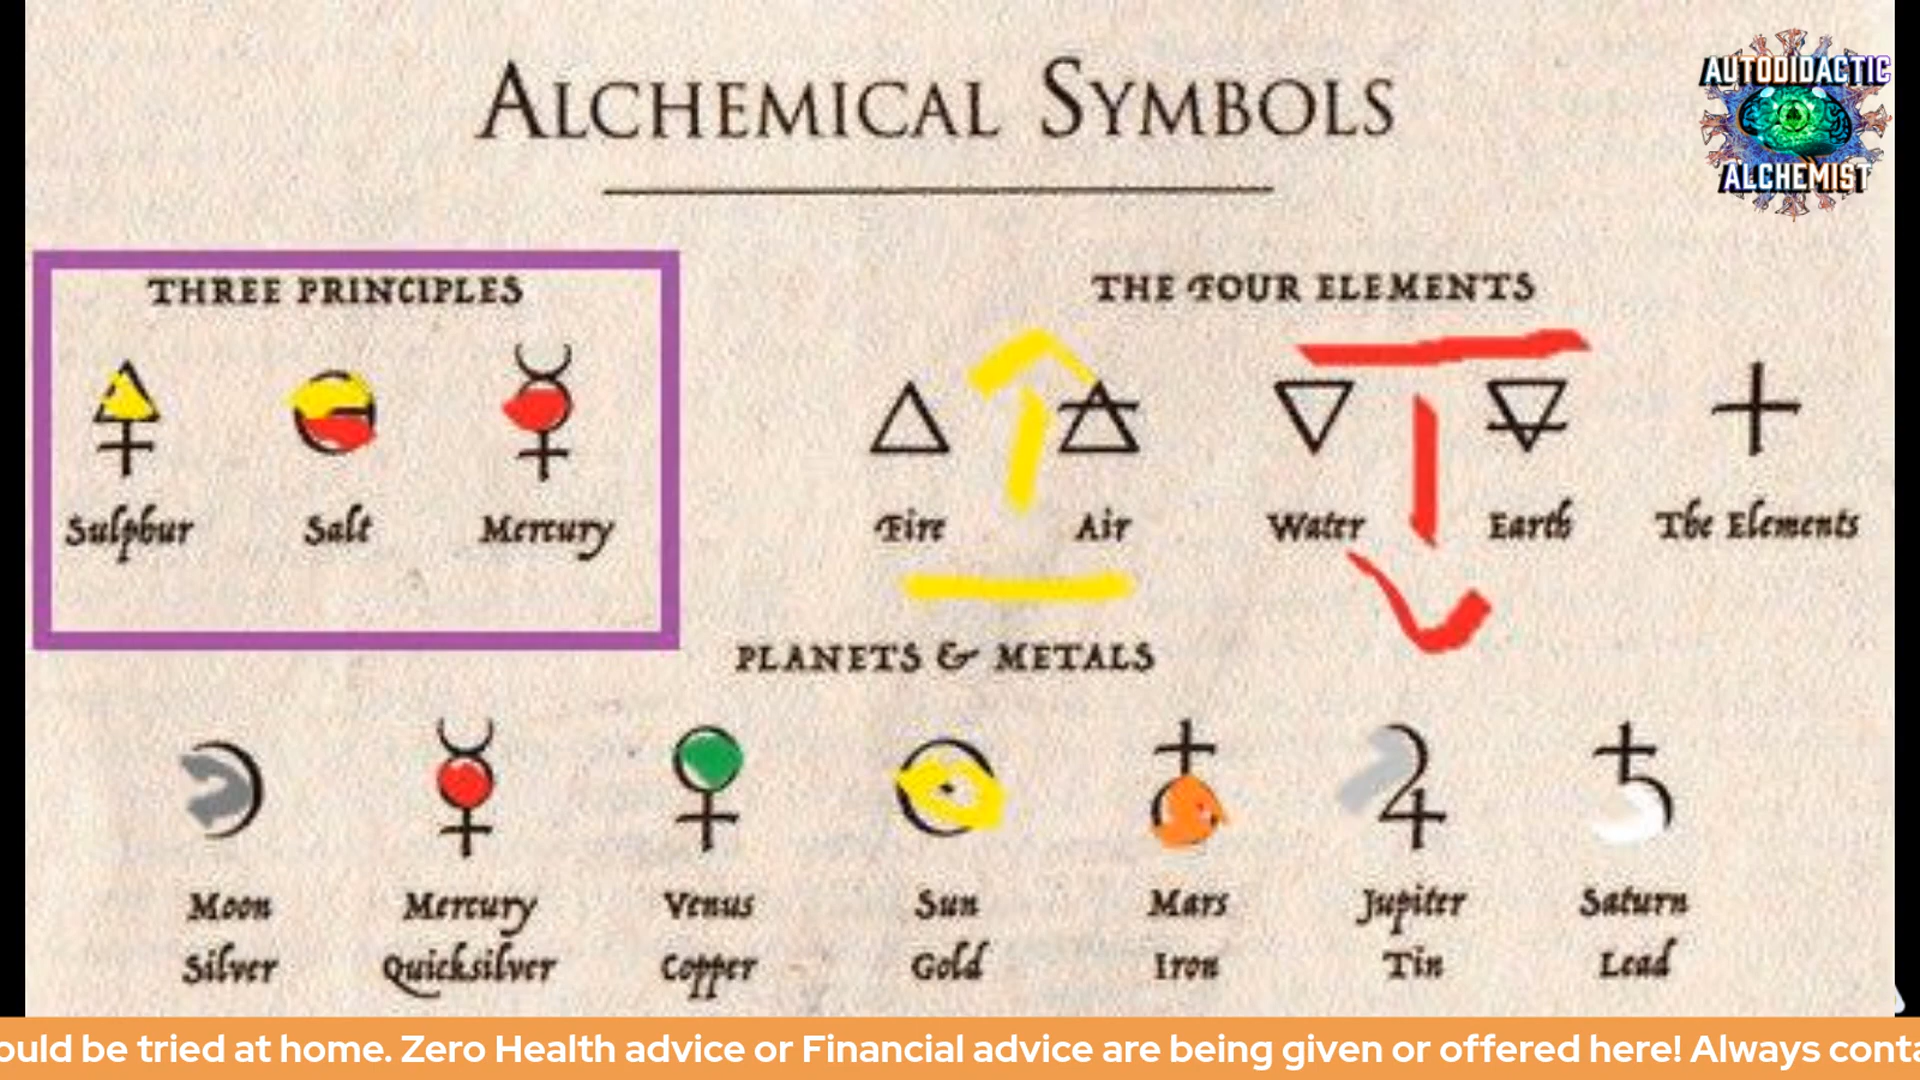 ALCHEMICAL SYMBOLS
AUTODIDACTIC
ALCHEMIST
THREE PRINCIPLES
Sulphur Salt Mercury
THE FOUR ELEMENTS
Fire Air Water Earth The Elements
PLANETS & METALS
Moon Mercury Venus Sun Mars Jupiter Saturn
Silver Quicksilver Copper Gold Iron Tin Lead
be tried at home. Zero Health advice or Financial advice are being given or offered here! Always